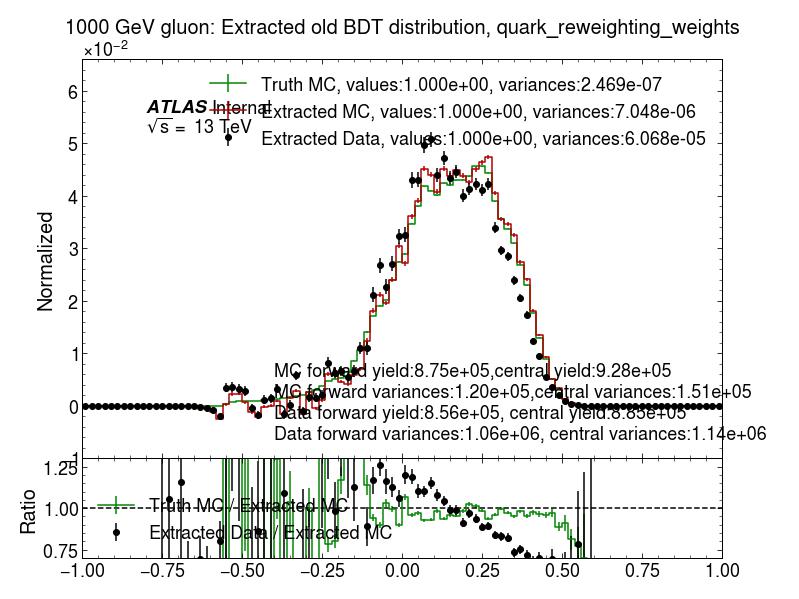 1000 GeV gluon: Extracted old BDT distribution, quark_reweighting_weights
×10⁻²
Truth MC, values:1.000e+00, variances:2.469e-07
ATLAS Internal
Extracted MC, values:1.000e+00, variances:7.048e-06
√s = 13 TeV
Extracted Data, values:1.000e+00, variances:6.068e-05
Normalized
6
5
4
3
2
1
0
1
MC forward yield:8.75e+05,central yield:9.28e+05
MC forward variances:1.20e+05,central variances:1.51e+05
Data forward yield:8.56e+05, central yield:8.85e+05
Data forward variances:1.06e+06, central variances:1.14e+06
Ratio
1.25
1.00
0.75
Truth MC / Extracted MC
Extracted Data / Extracted MC
−1.00 −0.75 −0.50 −0.25 0.00 0.25 0.50 0.75 1.00